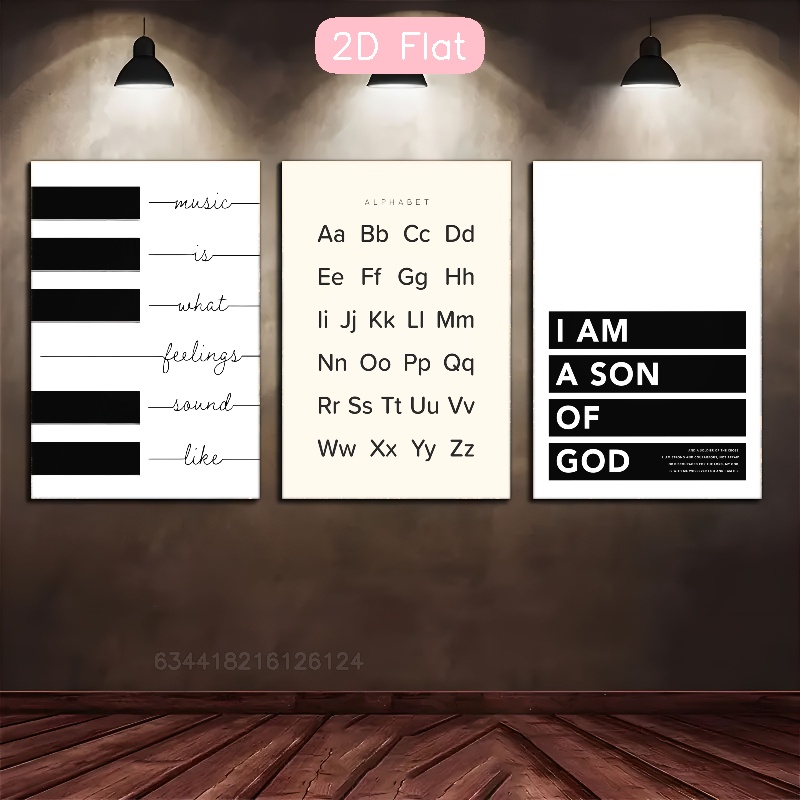 2D Flat
music
is
what
feelings
sound
like
ALPHABET
Aa Bb Cc Dd
Ee Ff Gg Hh
Ii Jj Kk Ll Mm
Nn Oo Pp Qq
Rr Ss Tt Uu Vv
Ww Xx Yy Zz
I AM
A SON
OF
GOD
634418216126124